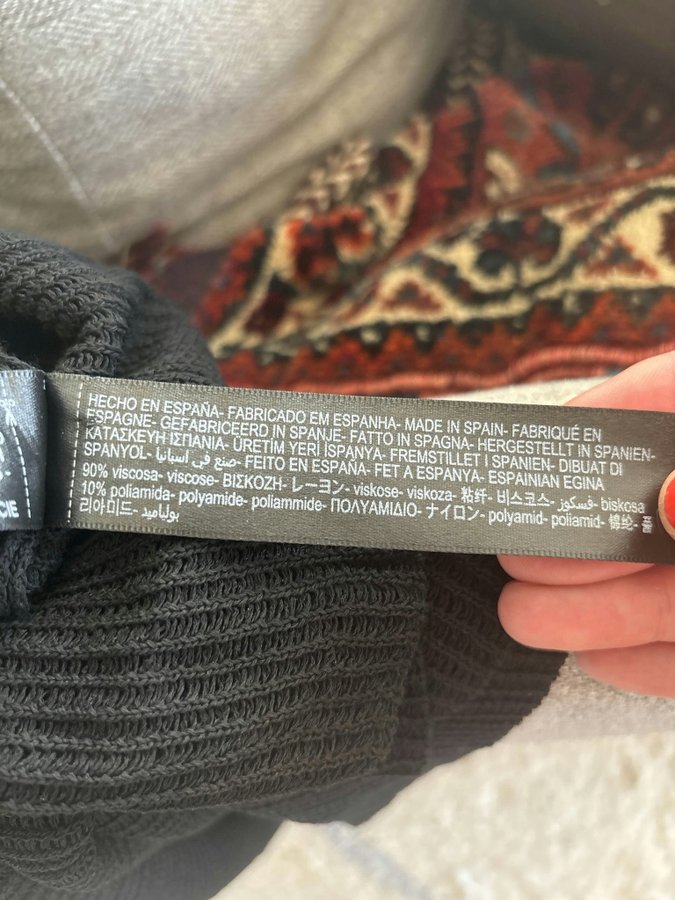 HECHO EN ESPAÑA- FABRICADO EM ESPANHA- MADE IN SPAIN- FABRIQUÉ EN
ESPAGNE- GEFABRICEERD IN SPANJE- FATTO IN SPAGNA- HERGESTELLT IN SPANIEN-
ΚΑΤΑΣΚΕΥΗ ΙΣΠΑΝΙΑ- ÜRETİM YERİ İSPANYA- FREMSTILLET I SPANIEN- DIBUAT DI
SPANYOL- صنع في اسبانيا- FEITO EN ESPAÑA- FET A ESPANYA- ESPAINIAN EGINA
90% viscosa- viscose- ΒΙΣΚΟΖΗ- レーヨン- viskose- viskoza- 粘纤- 비스코스- فسكوز- biskosa
10% poliamida- polyamide- poliammide- ΠΟΛΥΑΜΙΔΙΟ- ナイロン- polyamid- poliamid- 锦纶- 폴
리아미드- بولياميد
CIE